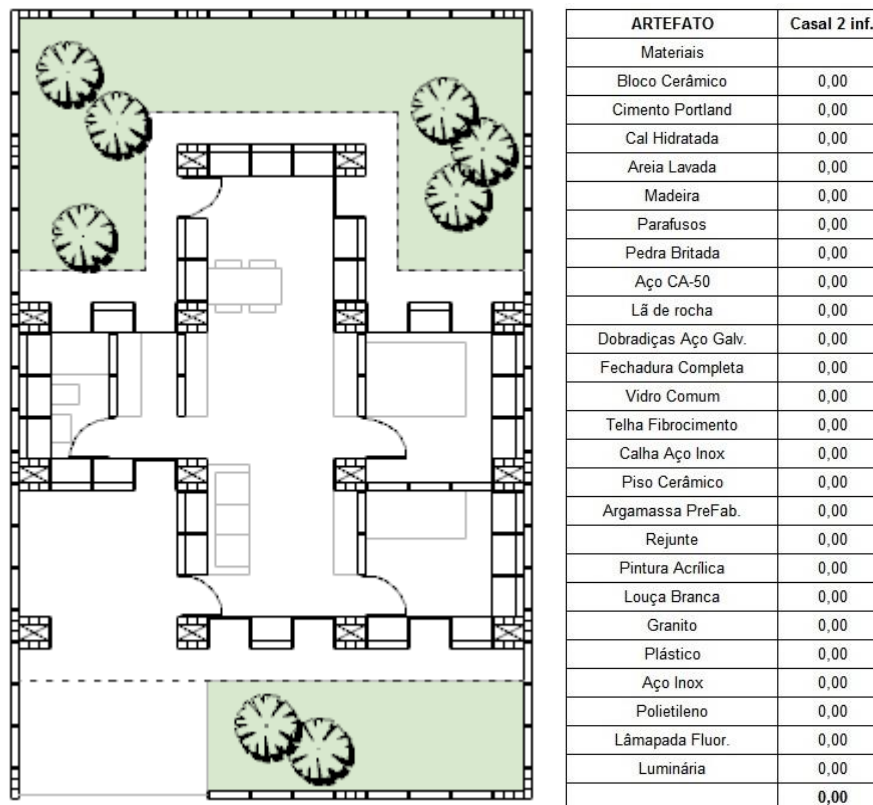 ARTEFATO Casal 2 inf.
Materiais
Bloco Cerâmico 0,00
Cimento Portland 0,00
Cal Hidratada 0,00
Areia Lavada 0,00
Madeira 0,00
Parafusos 0,00
Pedra Britada 0,00
Aço CA-50 0,00
Lã de rocha 0,00
Dobradiças Aço Galv. 0,00
Fechadura Completa 0,00
Vidro Comum 0,00
Telha Fibrocimento 0,00
Calha Aço Inox 0,00
Piso Cerâmico 0,00
Argamassa PreFab. 0,00
Rejunte 0,00
Pintura Acrílica 0,00
Louça Branca 0,00
Granito 0,00
Plástico 0,00
Aço Inox 0,00
Polietileno 0,00
Lâmapada Fluor. 0,00
Luminária 0,00
0,00